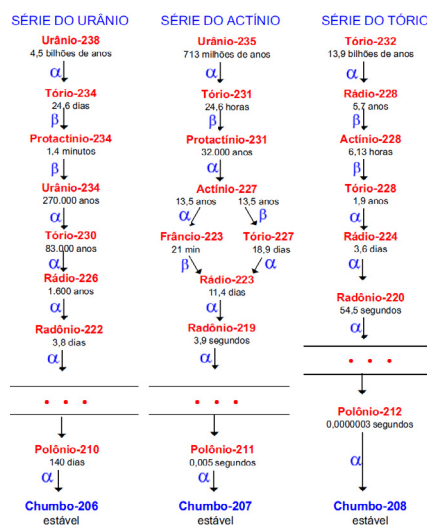 SÉRIE DO URÂNIO
Urânio-238
4,5 bilhões de anos
α
Tório-234
24,6 dias
β
Protactínio-234
1,4 minutos
β
Urânio-234
270.000 anos
α
Tório-230
83.000 anos
α
Rádio-226
1.600 anos
α
Radônio-222
3,8 dias
α
• • •
Polônio-210
140 dias
α
Chumbo-206
estável
SÉRIE DO ACTÍNIO
Urânio-235
713 milhões de anos
α
Tório-231
24,6 horas
β
Protactínio-231
32.000 anos
α
Actínio-227
13,5 anos 13,5 anos
α β
Frâncio-223 Tório-227
21 min 18,9 dias
β α
Rádio-223
11,4 dias
α
Radônio-219
3,9 segundos
α
• • •
Polônio-211
0,005 segundos
α
Chumbo-207
estável
SÉRIE DO TÓRIO
Tório-232
13,9 bilhões de anos
α
Rádio-228
5,7 anos
β
Actínio-228
6,13 horas
β
Tório-228
1,9 anos
α
Rádio-224
3,6 dias
α
Radônio-220
54,5 segundos
α
• • •
Polônio-212
0,0000003 segundos
α
Chumbo-208
estável